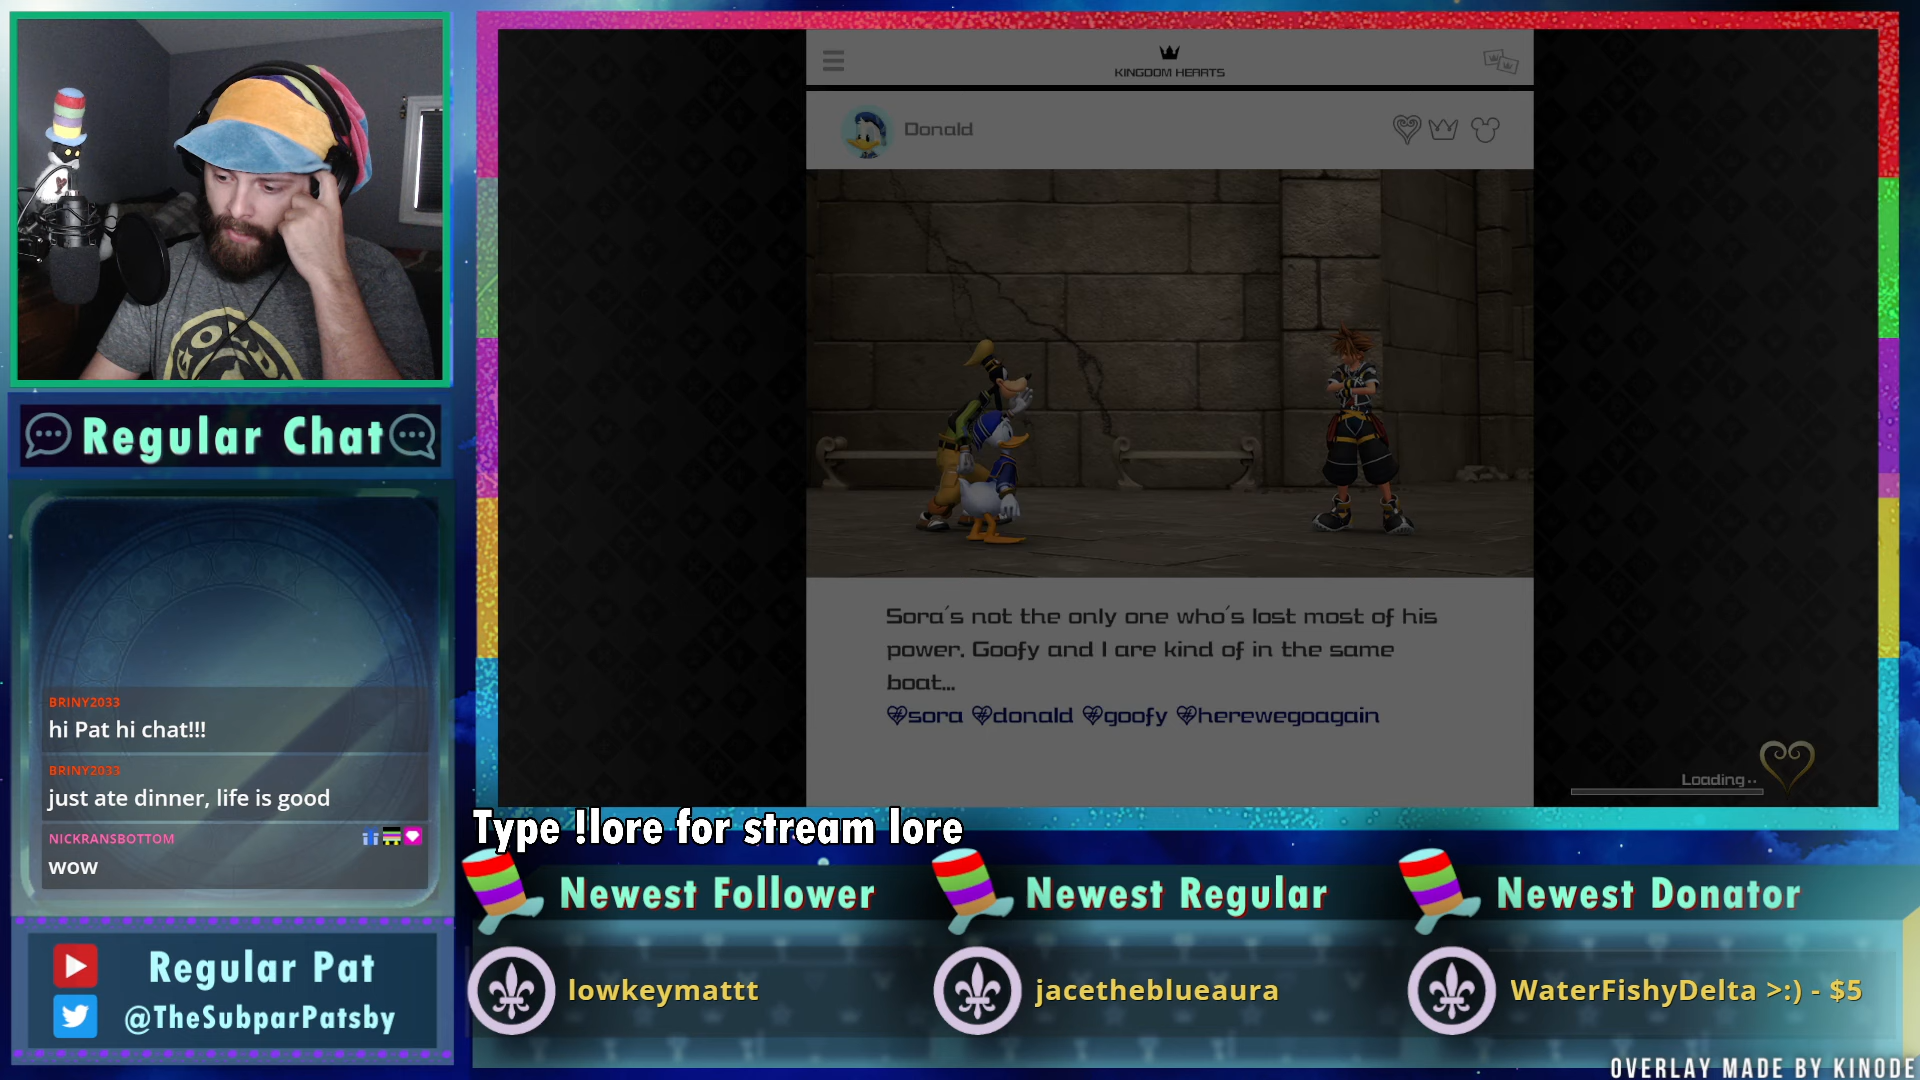 KINGDOM HEARTS
Donald
Sora's not the only one who's lost most of his
power. Goofy and I are kind of in the same
boat...
sora donald goofy herewegoagain
Loading..
Regular Chat
BRINY2033
hi Pat hi chat!!!
BRINY2033
just ate dinner, life is good
NICKRANSBOTTOM
wow
Type !lore for stream lore
Newest Follower
Newest Regular
Newest Donator
lowkeymattt
jacetheblueaura
WaterFishyDelta >:) - $5
Regular Pat
@TheSubparPatsby
OVERLAY MADE BY KINODE